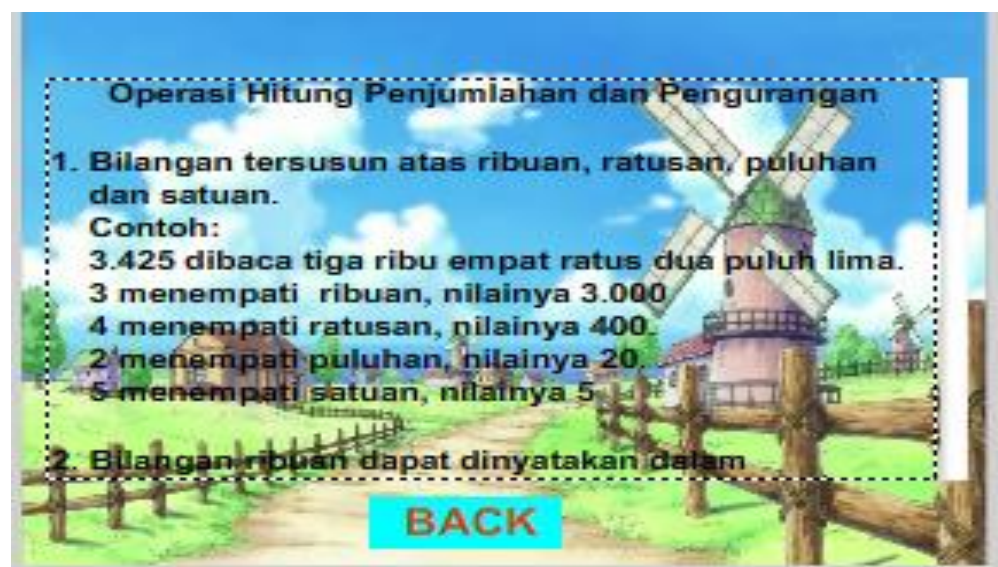 Operasi Hitung Penjumlahan dan Pengurangan
1. Bilangan tersusun atas ribuan, ratusan, puluhan
dan satuan.
Contoh:
3.425 dibaca tiga ribu empat ratus dua puluh lima.
3 menempati ribuan, nilainya 3.000
4 menempati ratusan, nilainya 400.
2 menempati puluhan, nilainya 20.
5 menempati satuan, nilainya 5
2. Bilangan ribuan dapat dinyatakan dalam
BACK